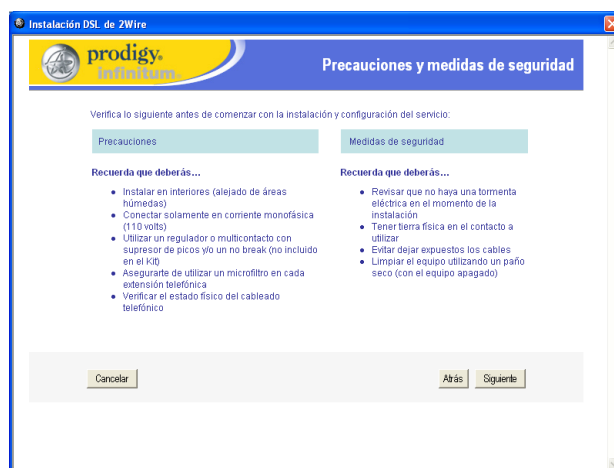 Instalación DSL de 2Wire
prodigy.
infinitum.
Precauciones y medidas de seguridad
Verifica lo siguiente antes de comenzar con la instalación y configuración del servicio:
Precauciones
Recuerda que deberás...
Instalar en interiores (alejado de áreas
húmedas)
Conectar solamente en corriente monofásica
(110 volts)
Utilizar un regulador o multicontacto con
supresor de picos y/o un no break (no incluido
en el Kit)
Asegurarte de utilizar un microfiltro en cada
extensión telefónica
Verificar el estado físico del cableado
telefónico
Medidas de seguridad
Recuerda que deberás...
Revisar que no haya una tormenta
eléctrica en el momento de la
instalación
Tener tierra física en el contacto a
utilizar
Evitar dejar expuestos los cables
Limpiar el equipo utilizando un paño
seco (con el equipo apagado)
Cancelar
Atrás
Siguiente